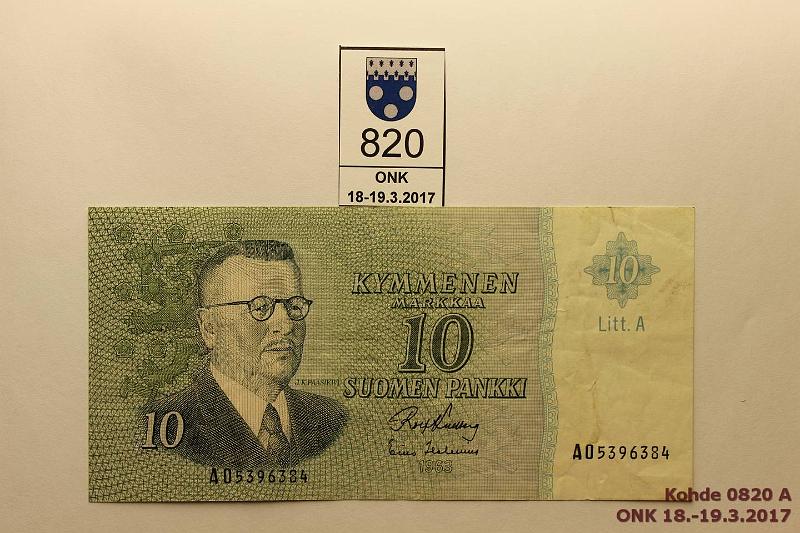 820
ONK
18-19.3.2017
KYMMENEN
MARKKAA
10
10
Litt. A
J.K.PAASIKIVI
SUOMEN PANKKI
10
1963
A05396384
A05396384
Kohde 0820 A
ONK 18.-19.3.2017